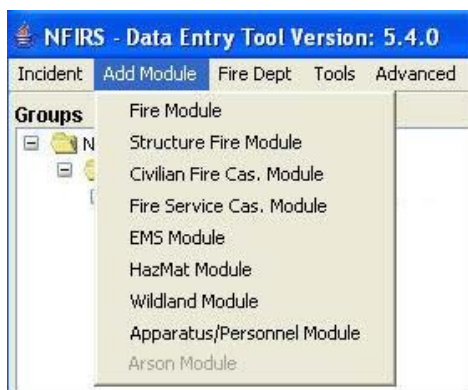 NFIRS - Data Entry Tool Version: 5.4.0
Incident Add Module Fire Dept Tools Advanced
Groups
N
Fire Module
Structure Fire Module
Civilian Fire Cas. Module
Fire Service Cas. Module
EMS Module
HazMat Module
Wildland Module
Apparatus/Personnel Module
Arson Module